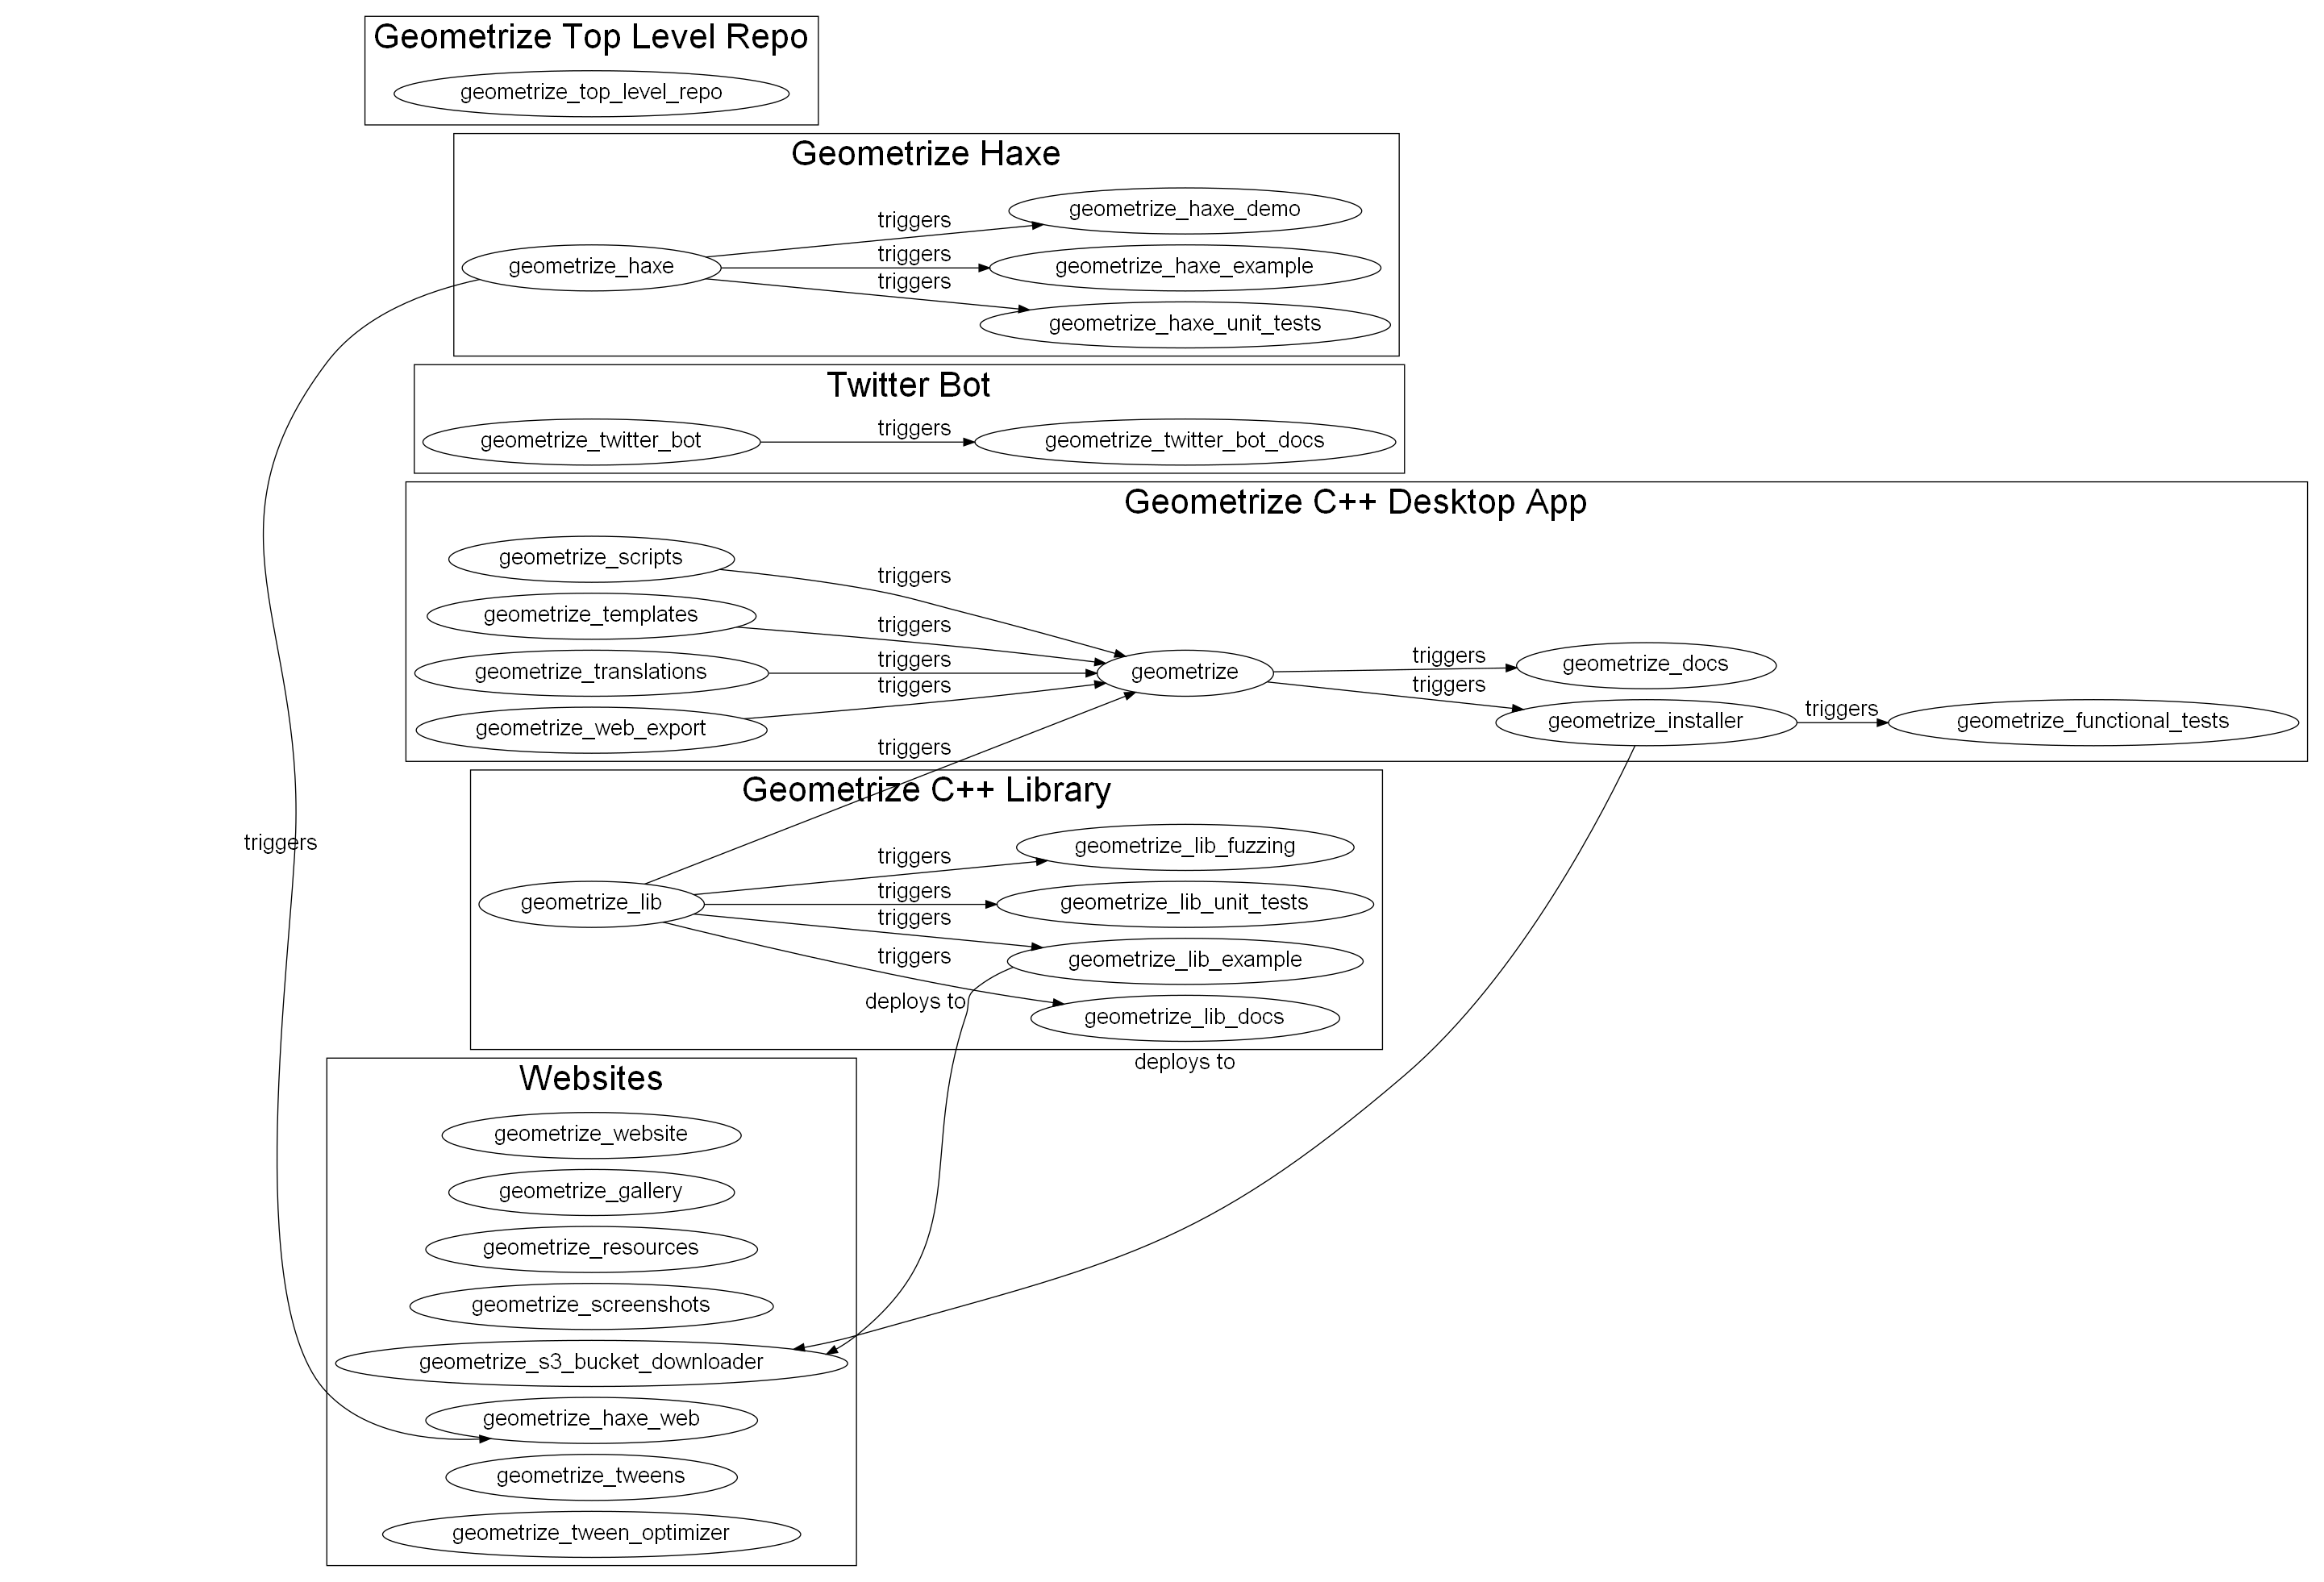 Geometrize Top Level Repo
geometrize_top_level_repo
Geometrize Haxe
geometrize_haxe
triggers
triggers
triggers
geometrize_haxe_demo
geometrize_haxe_example
geometrize_haxe_unit_tests
Twitter Bot
geometrize_twitter_bot
triggers
geometrize_twitter_bot_docs
Geometrize C++ Desktop App
geometrize_scripts
geometrize_templates
geometrize_translations
geometrize_web_export
triggers
triggers
triggers
triggers
triggers
geometrize
triggers
triggers
geometrize_docs
geometrize_installer
triggers
geometrize_functional_tests
triggers
Geometrize C++ Library
geometrize_lib
triggers
triggers
triggers
triggers
geometrize_lib_fuzzing
geometrize_lib_unit_tests
geometrize_lib_example
geometrize_lib_docs
deploys to
deploys to
Websites
geometrize_website
geometrize_gallery
geometrize_resources
geometrize_screenshots
geometrize_s3_bucket_downloader
geometrize_haxe_web
geometrize_tweens
geometrize_tween_optimizer